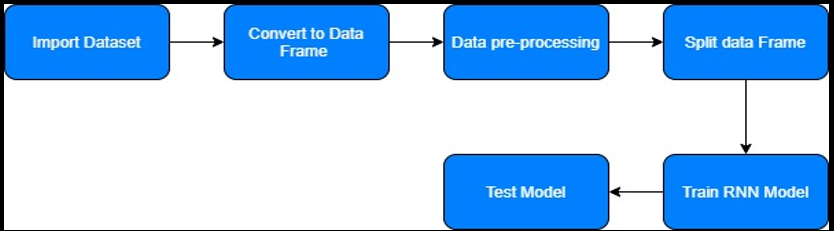 Import Dataset
Convert to Data
Frame
Data pre-processing
Split data Frame
Train RNN Model
Test Model